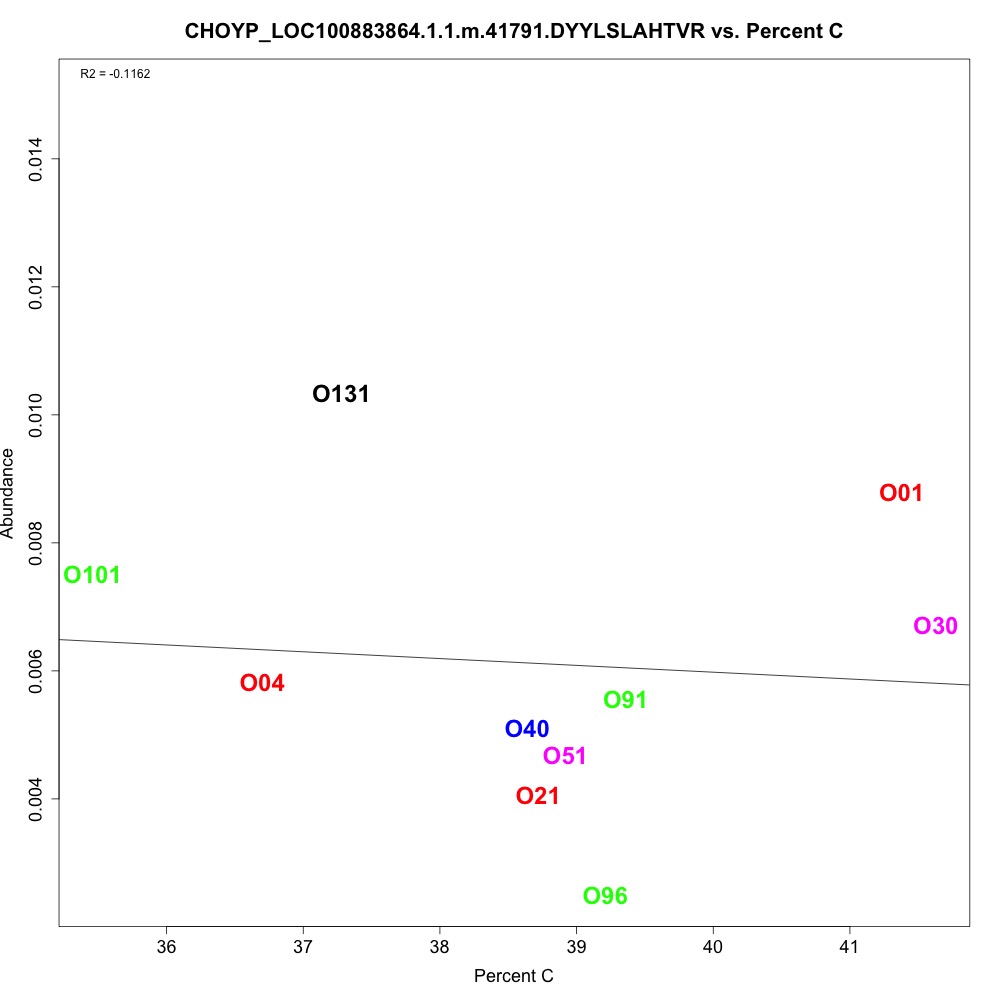 CHOYP_LOC100883864.1.1.m.41791.DYYLSLAHTVR vs. Percent C
R2 = -0.1162
0.014
0.012
O131
0.010
O01
Abundance
0.008
O101
O30
0.006
O04
O91
O40
O51
O21
0.004
O96
36 37 38 39 40 41
Percent C